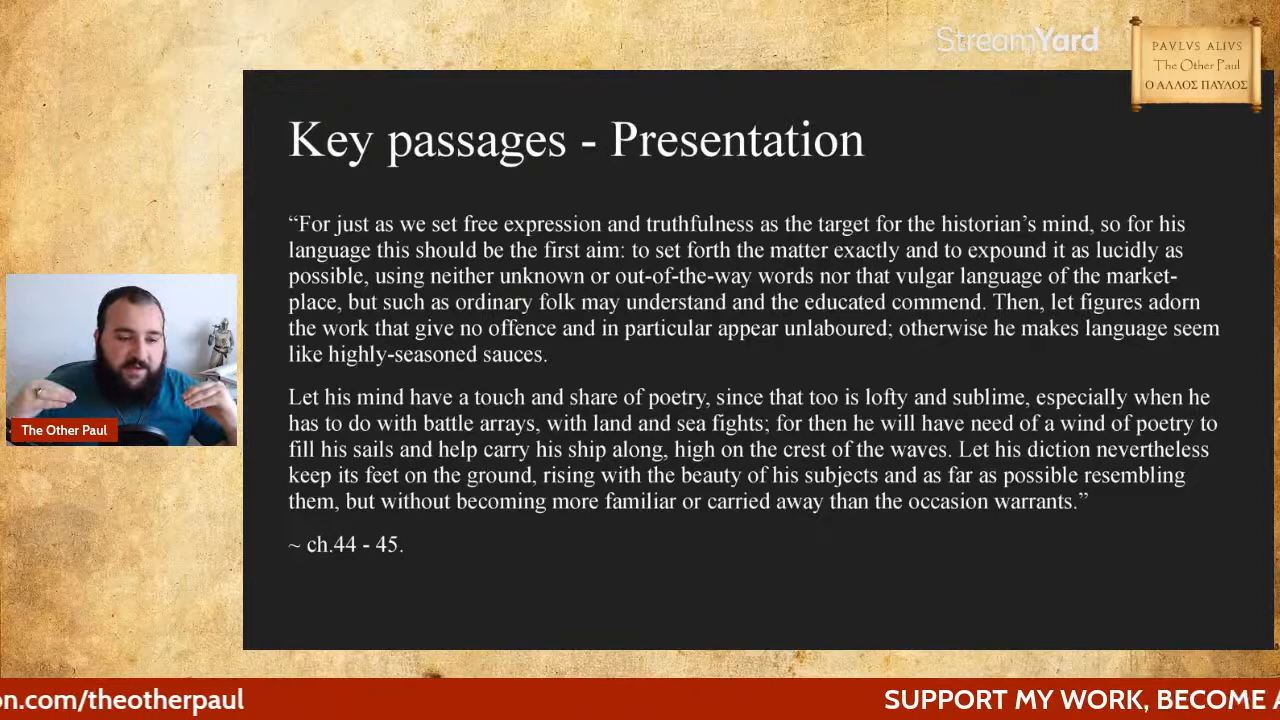 StreamYard
PAVLVS ALIVS
The Other Paul
Ο ΑΛΛΟΣ ΠΑΥΛΟΣ
Key passages - Presentation
“For just as we set free expression and truthfulness as the target for the historian’s mind, so for his
language this should be the first aim: to set forth the matter exactly and to expound it as lucidly as
possible, using neither unknown or out-of-the-way words nor that vulgar language of the market-
place, but such as ordinary folk may understand and the educated commend. Then, let figures adorn
the work that give no offence and in particular appear unlaboured; otherwise he makes language seem
like highly-seasoned sauces.
Let his mind have a touch and share of poetry, since that too is lofty and sublime, especially when he
has to do with battle arrays, with land and sea fights; for then he will have need of a wind of poetry to
fill his sails and help carry his ship along, high on the crest of the waves. Let his diction nevertheless
keep its feet on the ground, rising with the beauty of his subjects and as far as possible resembling
them, but without becoming more familiar or carried away than the occasion warrants.”
~ ch.44 - 45.
The Other Paul
on.com/theotherpaul
SUPPORT MY WORK, BECOME A